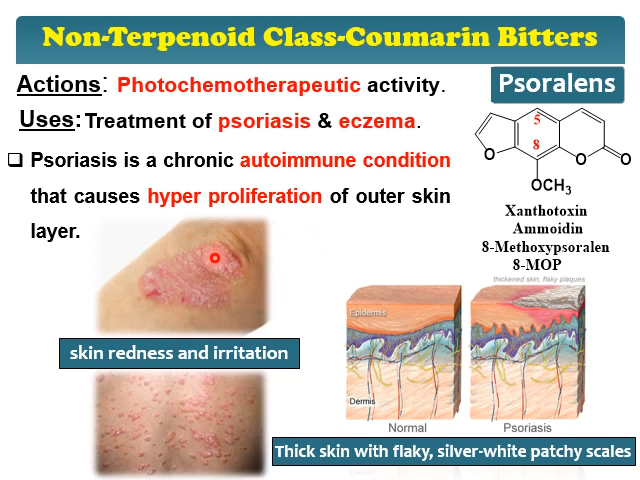 Non-Terpenoid Class-Coumarin Bitters
Actions: Photochemotherapeutic activity.
Psoralens
Uses: Treatment of psoriasis & eczema.
❑ Psoriasis is a chronic autoimmune condition
that causes hyper proliferation of outer skin
layer.
5
8
O
O
O
OCH3
Xanthotoxin
Ammoidin
8-Methoxypsoralen
8-MOP
thickened skin, flaky plaques
Epidermis
Dermis
Normal
Psoriasis
skin redness and irritation
Thick skin with flaky, silver-white patchy scales